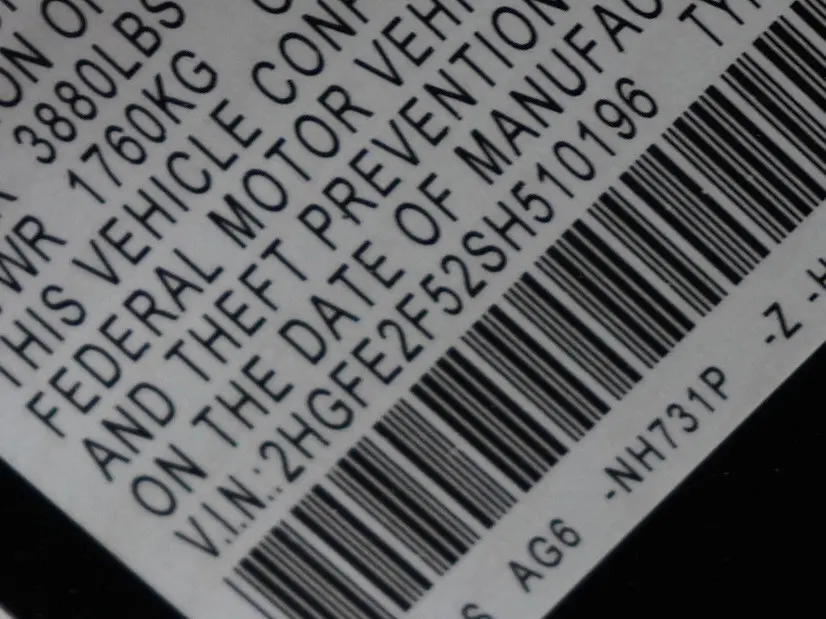 ON O
3880LBS
WR 1760KG
THIS VEHICLE CONF
FEDERAL MOTOR VEHI
AND THEFT PREVENTION
ON THE DATE OF MANUFAC
V.I.N.:2HGFE2F52SH510196 TY
S AG6 -NH731P -Z -H